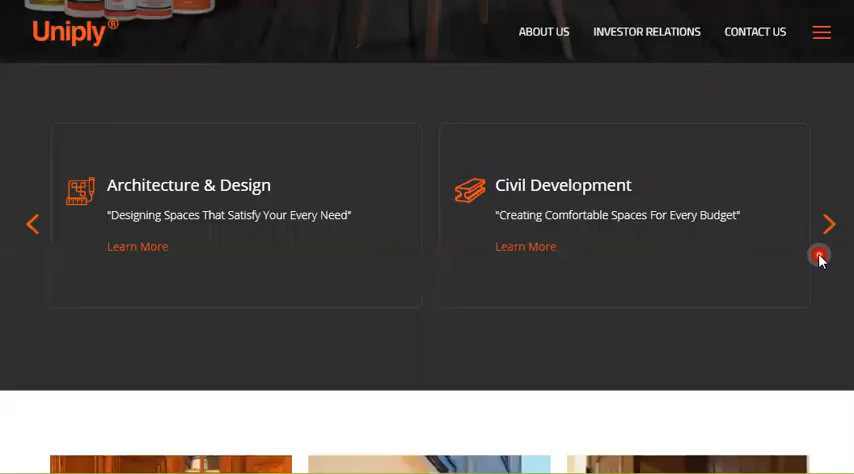 Uniply®
ABOUT US INVESTOR RELATIONS CONTACT US
Architecture & Design
"Designing Spaces That Satisfy Your Every Need"
Learn More
Civil Development
"Creating Comfortable Spaces For Every Budget"
Learn More